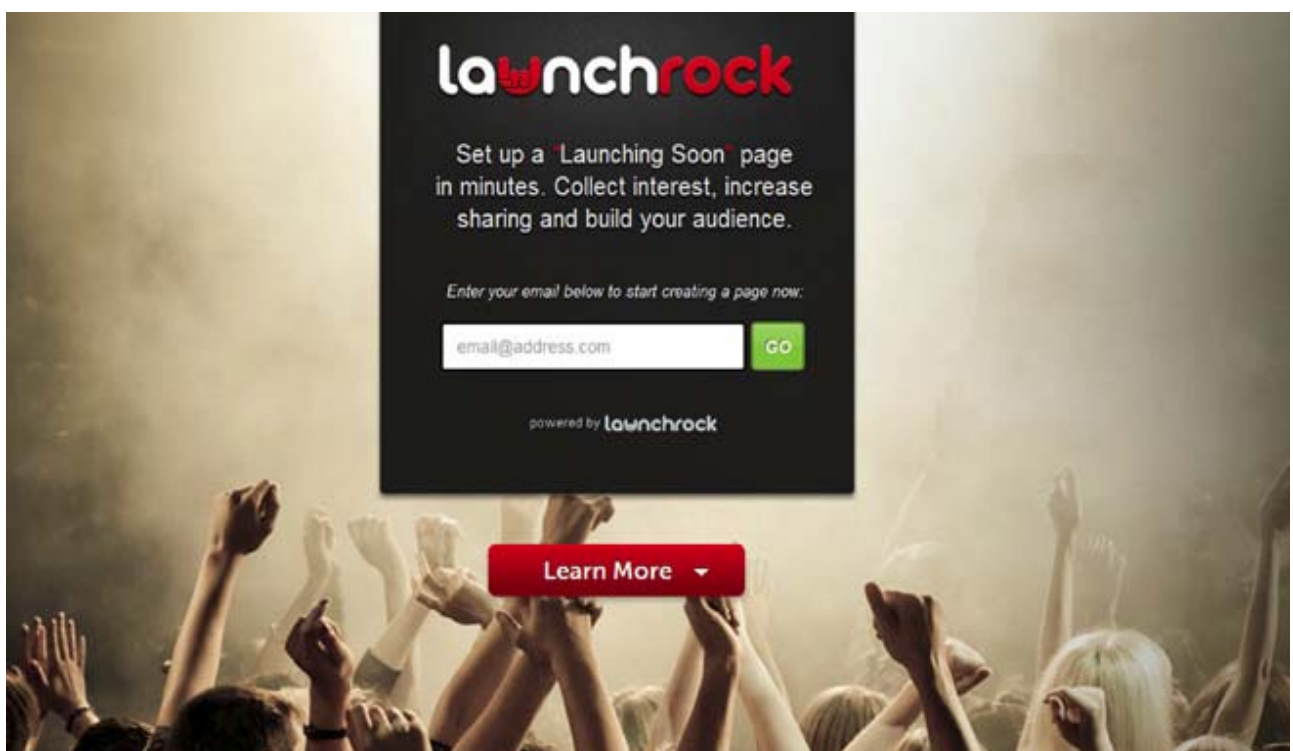 launchrock
Set up a "Launching Soon" page
in minutes. Collect interest, increase
sharing and build your audience.
Enter your email below to start creating a page now:
email@address.com GO
powered by launchrock
Learn More